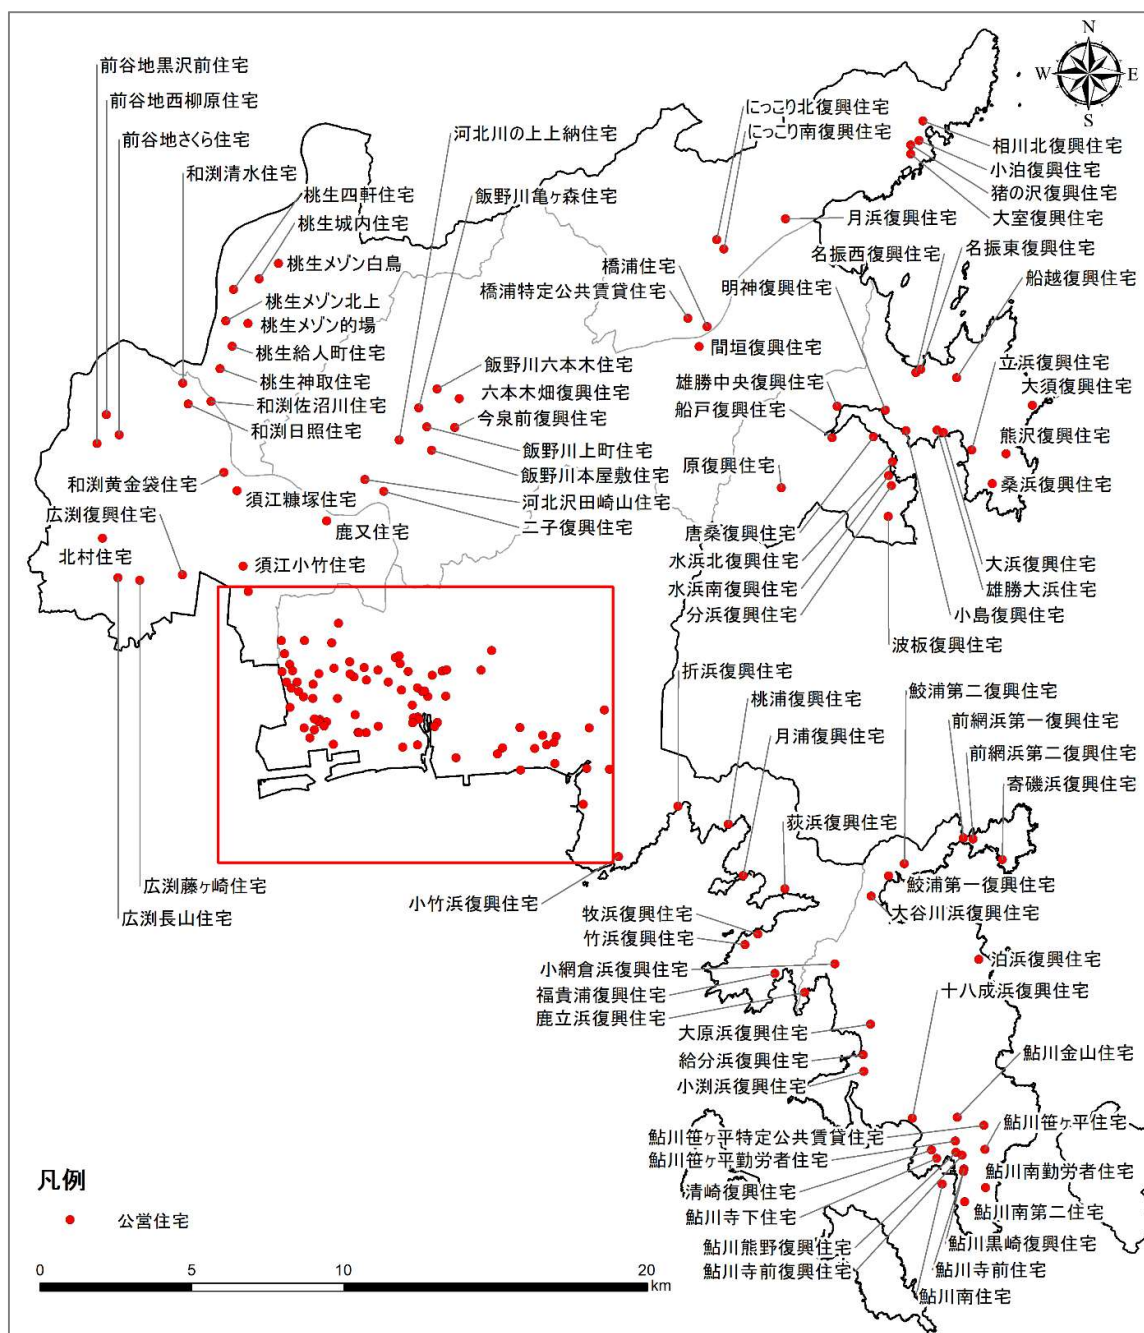 N
W
E
S
前谷地黒沢前住宅
前谷地西柳原住宅
前谷地さくら住宅
和渕清水住宅
桃生四軒住宅
桃生城内住宅
桃生メゾン白鳥
桃生メゾン北上
桃生メゾン的場
桃生給人町住宅
桃生神取住宅
和渕佐沼川住宅
和渕日照住宅
和渕黄金袋住宅
須江糠塚住宅
広渕復興住宅
北村住宅
鹿又住宅
須江小竹住宅
広渕藤ヶ崎住宅
広渕長山住宅
河北川の上上納住宅
飯野川亀ヶ森住宅
飯野川六本木住宅
六本木畑復興住宅
今泉前復興住宅
飯野川上町住宅
飯野川本屋敷住宅
河北沢田崎山住宅
二子復興住宅
にっこり北復興住宅
にっこり南復興住宅
相川北復興住宅
小泊復興住宅
猪の沢復興住宅
大室復興住宅
月浜復興住宅
橋浦住宅
橋浦特定公共賃貸住宅
間垣復興住宅
名振西復興住宅
名振東復興住宅
明神復興住宅
船越復興住宅
立浜復興住宅
大須復興住宅
雄勝中央復興住宅
船戸復興住宅
熊沢復興住宅
桑浜復興住宅
原復興住宅
唐桑復興住宅
水浜北復興住宅
水浜南復興住宅
分浜復興住宅
大浜復興住宅
雄勝大浜住宅
小島復興住宅
波板復興住宅
折浜復興住宅
桃浦復興住宅
月浦復興住宅
鮫浦第二復興住宅
前網浜第一復興住宅
前網浜第二復興住宅
寄磯浜復興住宅
荻浜復興住宅
鮫浦第一復興住宅
大谷川浜復興住宅
小竹浜復興住宅
牧浜復興住宅
竹浜復興住宅
小網倉浜復興住宅
福貴浦復興住宅
鹿立浜復興住宅
泊浜復興住宅
十八成浜復興住宅
大原浜復興住宅
給分浜復興住宅
小渕浜復興住宅
鮎川金山住宅
鮎川笹ヶ平特定公共賃貸住宅
鮎川笹ヶ平勤労者住宅
鮎川笹ヶ平住宅
清崎復興住宅
鮎川南勤労者住宅
鮎川寺下住宅
鮎川南第二住宅
鮎川熊野復興住宅
鮎川黒崎復興住宅
鮎川寺前復興住宅
鮎川寺前住宅
鮎川南住宅
凡例
公営住宅
0 10 20
km